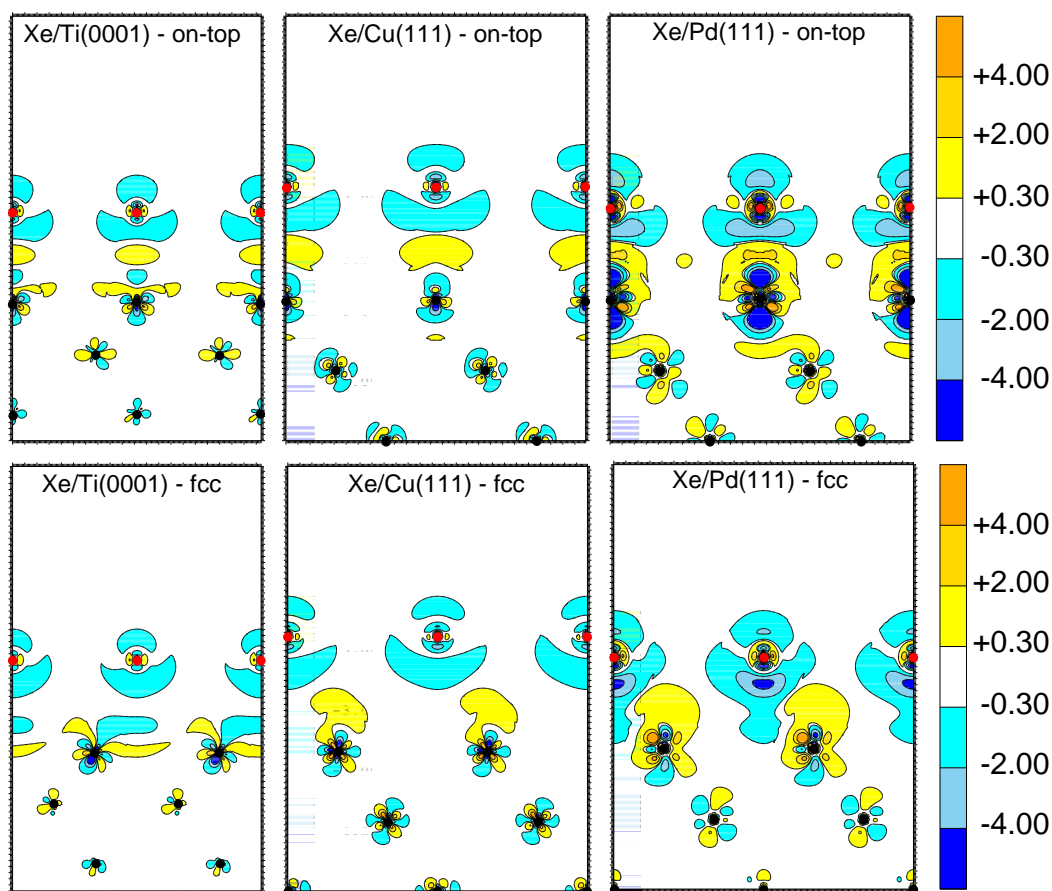 Xe/Ti(0001) - on-top
Xe/Cu(111) - on-top
Xe/Pd(111) - on-top
+4.00
+2.00
+0.30
-0.30
-2.00
-4.00
Xe/Ti(0001) - fcc
Xe/Cu(111) - fcc
Xe/Pd(111) - fcc
+4.00
+2.00
+0.30
-0.30
-2.00
-4.00